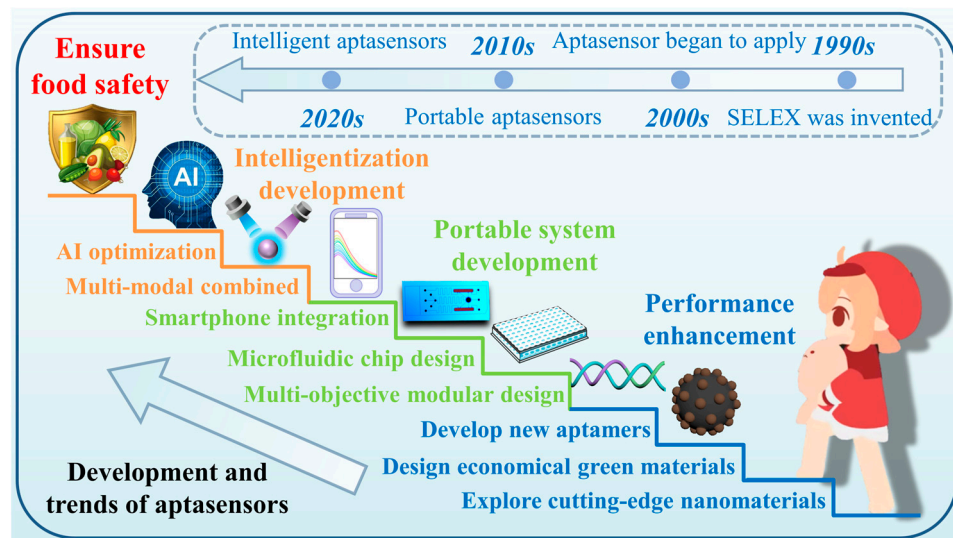 Ensure
food safety
Intelligent aptasensors
2010s
Aptasensor began to apply
1990s
2020s
Portable aptasensors
2000s
SELEX was invented
AI
Intelligentization
development
AI optimization
Multi-modal combined
Portable system
development
Smartphone integration
Microfluidic chip design
Multi-objective modular design
Performance
enhancement
Develop new aptamers
Design economical green materials
Explore cutting-edge nanomaterials
Development and
trends of aptasensors